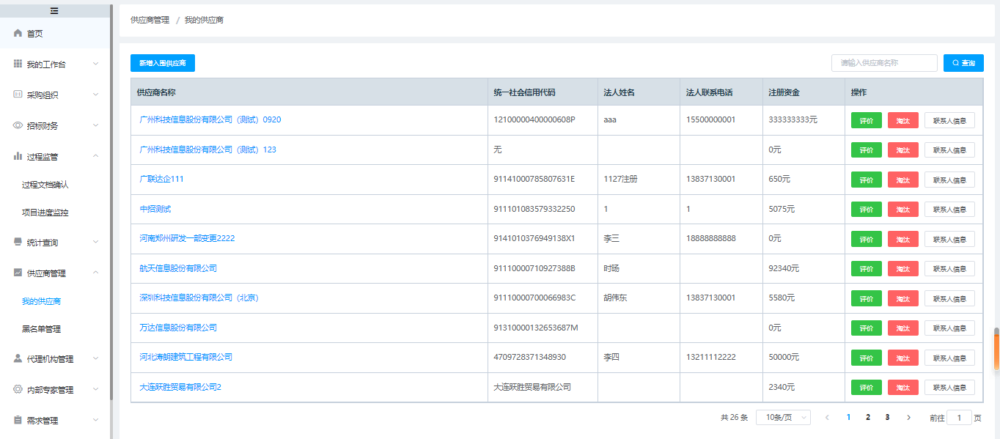 供应商管理 / 我的供应商
首页
我的工作台
采购组织
招标财务
过程监管
过程文档确认
项目进度监控
统计查询
供应商管理
我的供应商
黑名单管理
代理机构管理
内部专家管理
需求管理
新增入围供应商 请输入供应商名称 查询
供应商名称 统一社会信用代码 法人姓名 法人联系电话 注册资金 操作
广州科技信息股份有限公司（测试）0920 12100000400000608P aaa 15500000001 333333333元 评价 淘汰 联系人信息
广州科技信息股份有限公司（测试）123 无 0元 评价 淘汰 联系人信息
广联达企111 91141000785807631E 1127注册 13837130001 650元 评价 淘汰 联系人信息
中招测试 911101083579332250 1 1 5075元 评价 淘汰 联系人信息
河南郑州研发一部变更2222 9141010376949138X1 李三 18888888888 0元 评价 淘汰 联系人信息
航天信息股份有限公司 91110000710927388B 时旸 92340元 评价 淘汰 联系人信息
深圳科技信息股份有限公司（北京） 91110000700066983C 胡伟东 13837130001 5580元 评价 淘汰 联系人信息
万达信息股份有限公司 91310000132653687M 0元 评价 淘汰 联系人信息
河北涛朗建筑工程有限公司 4709728371348930 李四 13211112222 50000元 评价 淘汰 联系人信息
大连跃胜贸易有限公司2 大连跃胜贸易有限公司 2340元 评价 淘汰 联系人信息
共 26 条 10条/页 1 2 3 前往 1 页